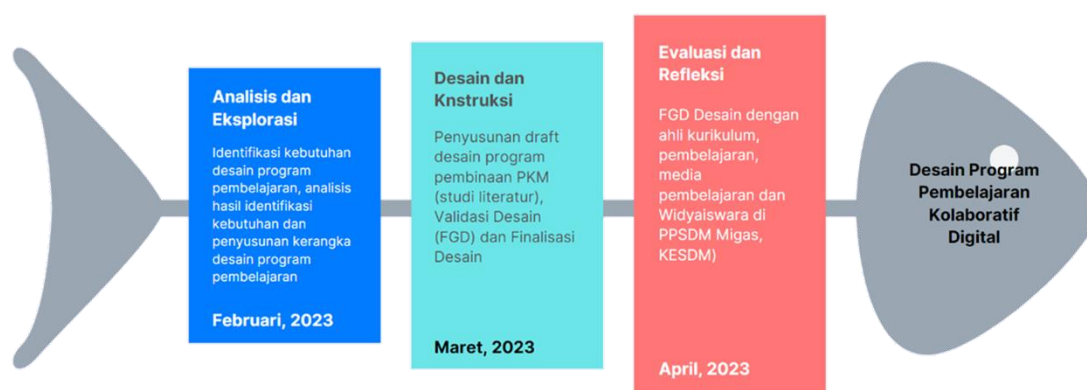 Analisis dan
Eksplorasi
Identifikasi kebutuhan
desain program
pembelajaran, analisis
hasil identifikasi
kebutuhan dan
penyusunan kerangka
desain program
pembelajaran
Februari, 2023
Desain dan
Knstruksi
Penyusunan draft
desain program
pembinaan PKM
(studi literatur),
Validasi Desain
(FGD) dan Finalisasi
Desain
Maret, 2023
Evaluasi dan
Refleksi
FGD Desain dengan
ahli kurikulum,
pembelajaran,
media
pembelajaran dan
Widyaiswara di
PPSDM Migas,
KESDM)
April, 2023
Desain Program
Pembelajaran
Kolaboratif
Digital